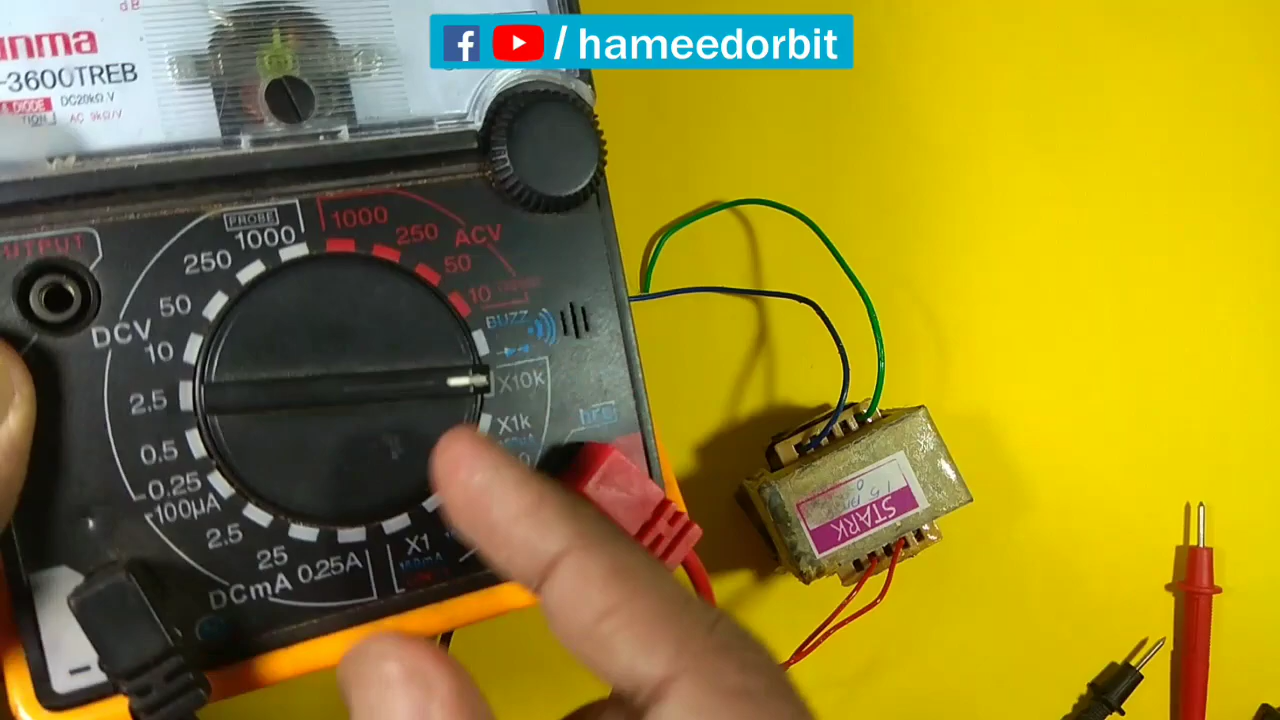 / hameedorbit
unma
-3600TREB
DC20kΩ.V
AC 9kΩ/V
PROBE
1000
1000
250
ACV
250
50
50
10
DCV
BUZZ
10
X10k
2.5
X1k
0.5
0.25
100µA
2.5
X1
25
DCmA 0.25A
STARK